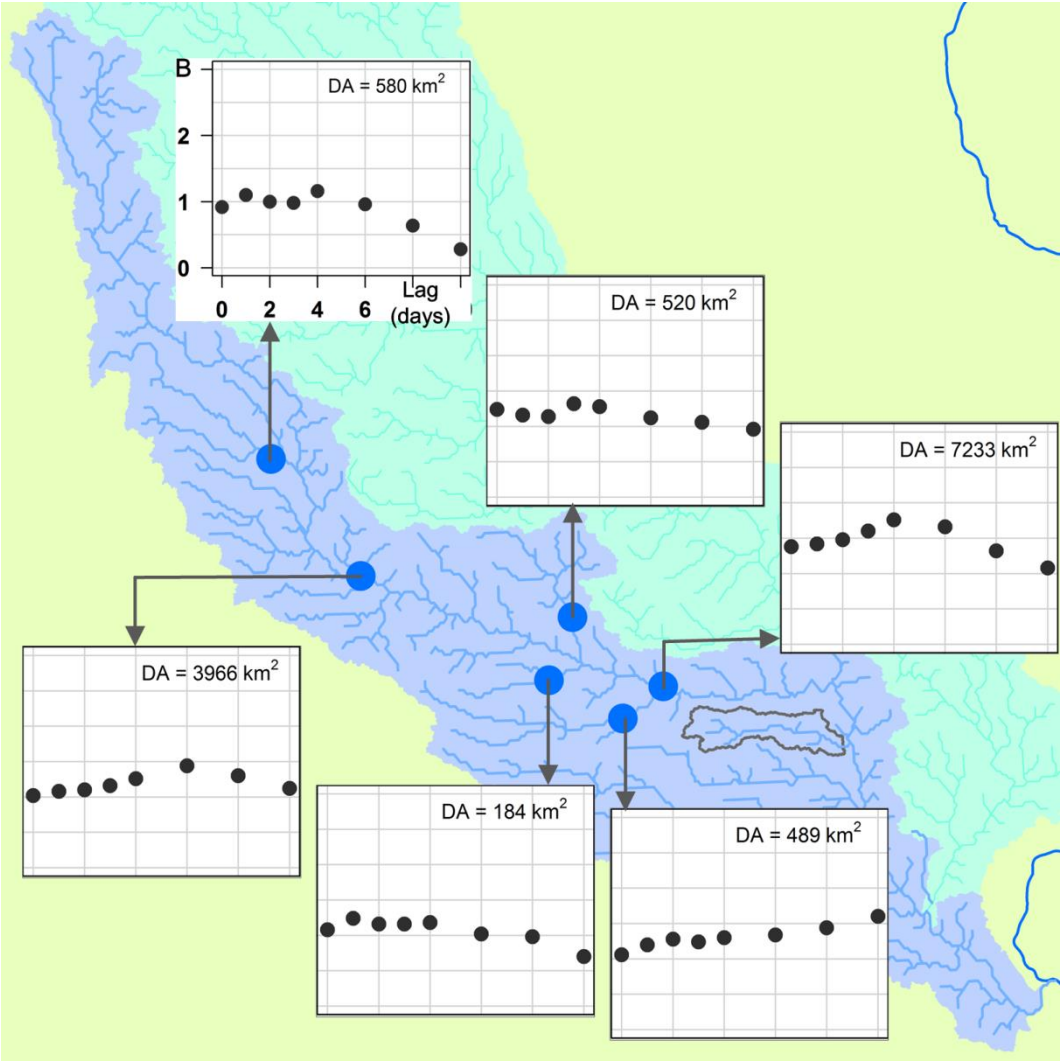 B
DA = 580 km²
2
1
0
0 2 4 6 Lag
(days)
DA = 520 km²
DA = 7233 km²
DA = 3966 km²
DA = 184 km²
DA = 489 km²